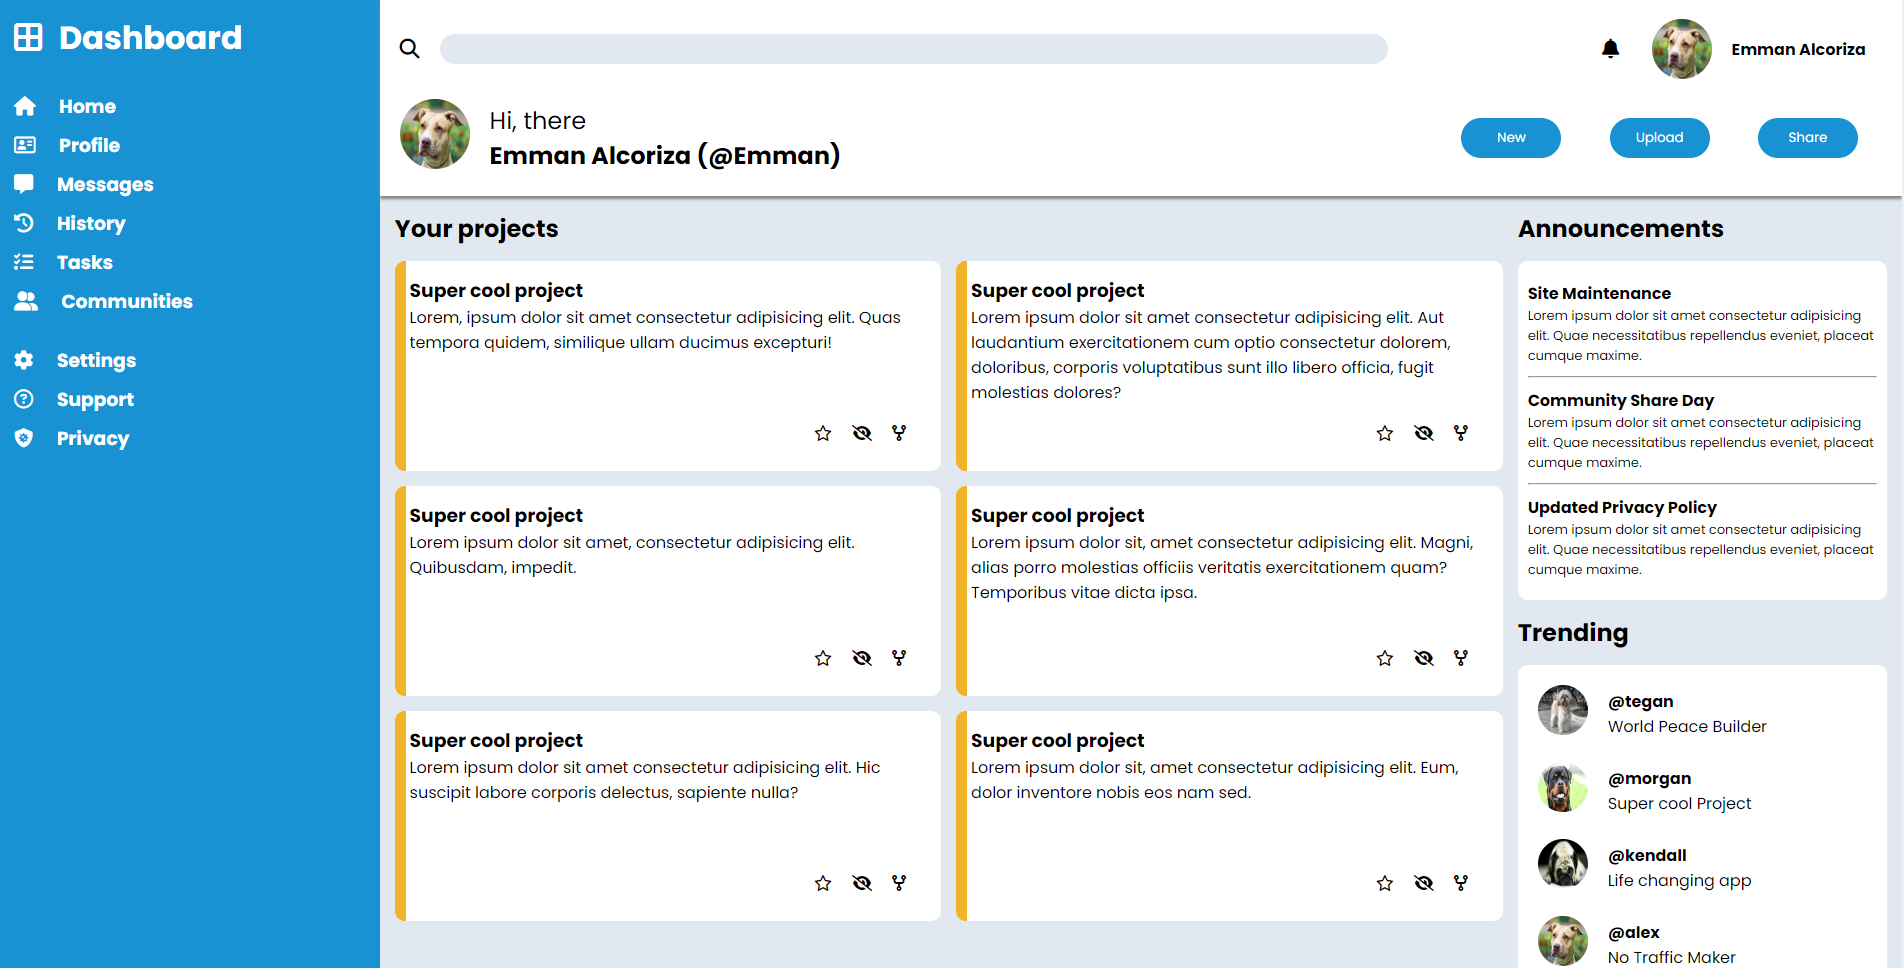 Dashboard
Home
Profile
Messages
History
Tasks
Communities
Settings
Support
Privacy
Emman Alcoriza
Hi, there
Emman Alcoriza (@Emman)
New
Upload
Share
Your projects
Super cool project
Lorem, ipsum dolor sit amet consectetur adipisicing elit. Quas
tempora quidem, similique ullam ducimus excepturi!
Super cool project
Lorem ipsum dolor sit amet consectetur adipisicing elit. Aut
laudantium exercitationem cum optio consectetur dolorem,
doloribus, corporis voluptatibus sunt illo libero officia, fugit
molestias dolores?
Super cool project
Lorem ipsum dolor sit amet, consectetur adipisicing elit.
Quibusdam, impedit.
Super cool project
Lorem ipsum dolor sit, amet consectetur adipisicing elit. Magni,
alias porro molestias officiis veritatis exercitationem quam?
Temporibus vitae dicta ipsa.
Super cool project
Lorem ipsum dolor sit amet consectetur adipisicing elit. Hic
suscipit labore corporis delectus, sapiente nulla?
Super cool project
Lorem ipsum dolor sit, amet consectetur adipisicing elit. Eum,
dolor inventore nobis eos nam sed.
Announcements
Site Maintenance
Lorem ipsum dolor sit amet consectetur adipisicing
elit. Quae necessitatibus repellendus eveniet, placeat
cumque maxime.
Community Share Day
Lorem ipsum dolor sit amet consectetur adipisicing
elit. Quae necessitatibus repellendus eveniet, placeat
cumque maxime.
Updated Privacy Policy
Lorem ipsum dolor sit amet consectetur adipisicing
elit. Quae necessitatibus repellendus eveniet, placeat
cumque maxime.
Trending
@tegan
World Peace Builder
@morgan
Super cool Project
@kendall
Life changing app
@alex
No Traffic Maker